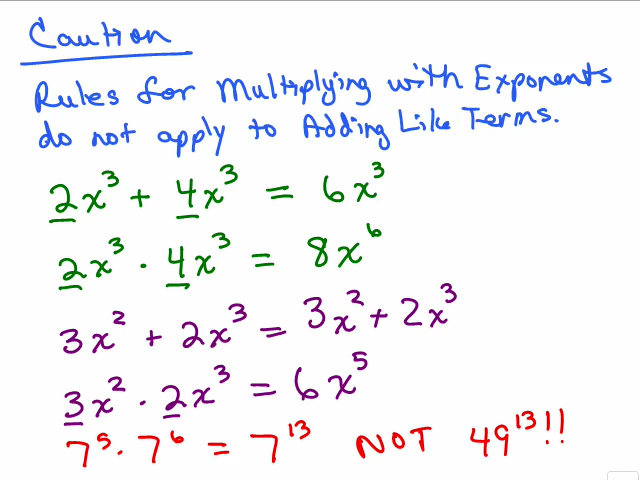 Caution
Rules for Multiplying with Exponents
do not apply to Adding Like Terms.
2x³ + 4x³ = 6x³
2x³ · 4x³ = 8x⁶
3x² + 2x³ = 3x² + 2x³
3x² · 2x³ = 6x⁵
7⁵ · 7⁶ = 7¹³ NOT 49¹³!!